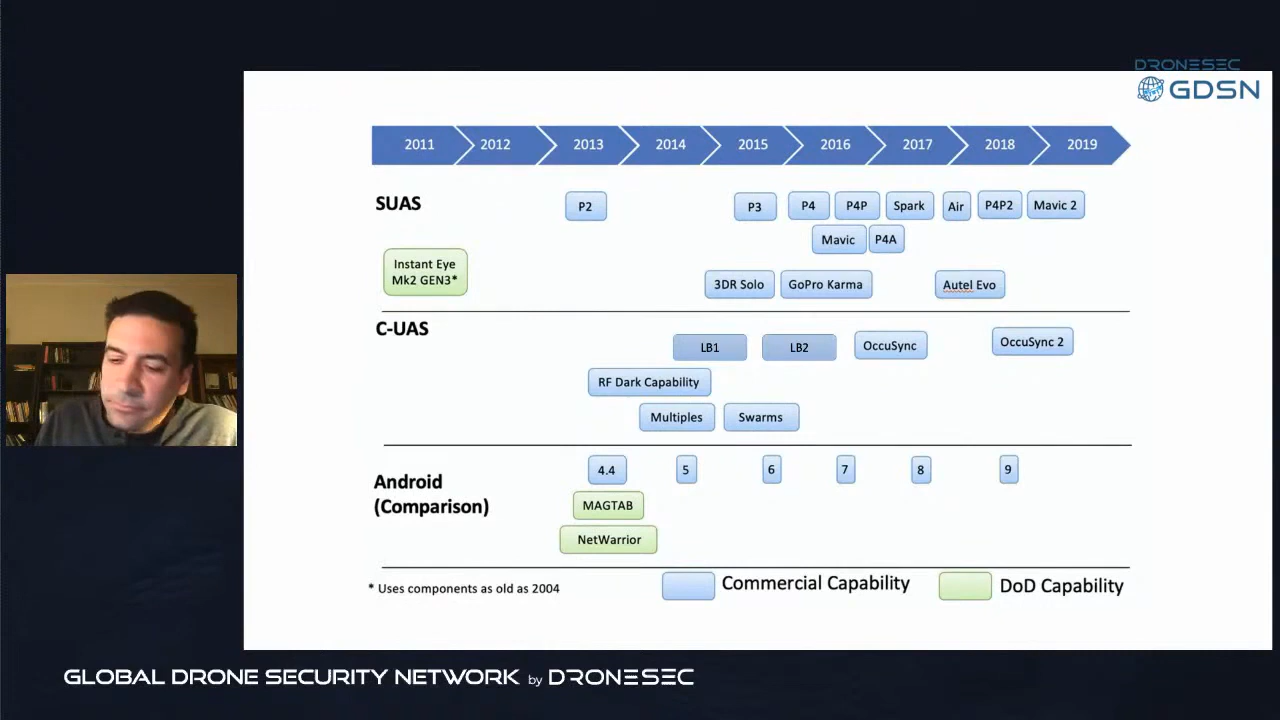 DRONESEC
GDSN
2011 2012 2013 2014 2015 2016 2017 2018 2019
SUAS
P2 P3 P4 P4P Spark Air P4P2 Mavic 2
Mavic P4A
Instant Eye
Mk2 GEN3*
3DR Solo GoPro Karma Autel Evo
C-UAS
LB1 LB2 OccuSync OccuSync 2
RF Dark Capability
Multiples Swarms
Android
(Comparison)
4.4 5 6 7 8 9
MAGTAB
NetWarrior
* Uses components as old as 2004
Commercial Capability
DoD Capability
GLOBAL DRONE SECURITY NETWORK by DRONESEC